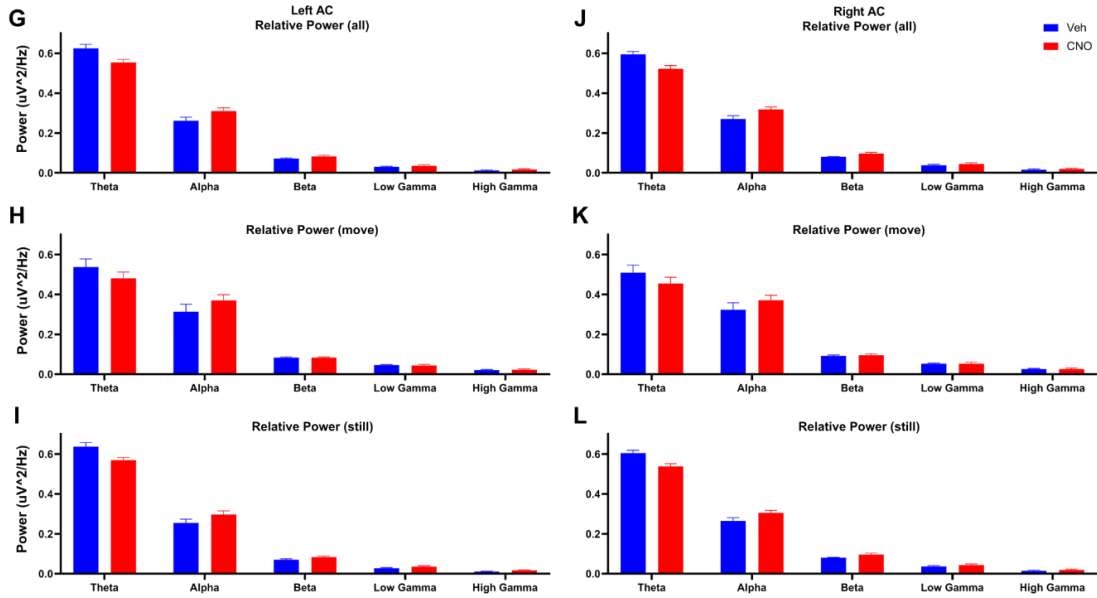 G
Left AC
Relative Power (all)
Power (uV^2/Hz)
0.6
0.4
0.2
0.0
Theta
Alpha
Beta
Low Gamma
High Gamma
J
Right AC
Relative Power (all)
Veh
CNO
0.6
0.4
0.2
0.0
Theta
Alpha
Beta
Low Gamma
High Gamma
H
Relative Power (move)
Power (uV^2/Hz)
0.6
0.4
0.2
0.0
Theta
Alpha
Beta
Low Gamma
High Gamma
K
Relative Power (move)
0.6
0.4
0.2
0.0
Theta
Alpha
Beta
Low Gamma
High Gamma
I
Relative Power (still)
Power (uV^2/Hz)
0.6
0.4
0.2
0.0
Theta
Alpha
Beta
Low Gamma
High Gamma
L
Relative Power (still)
0.6
0.4
0.2
0.0
Theta
Alpha
Beta
Low Gamma
High Gamma